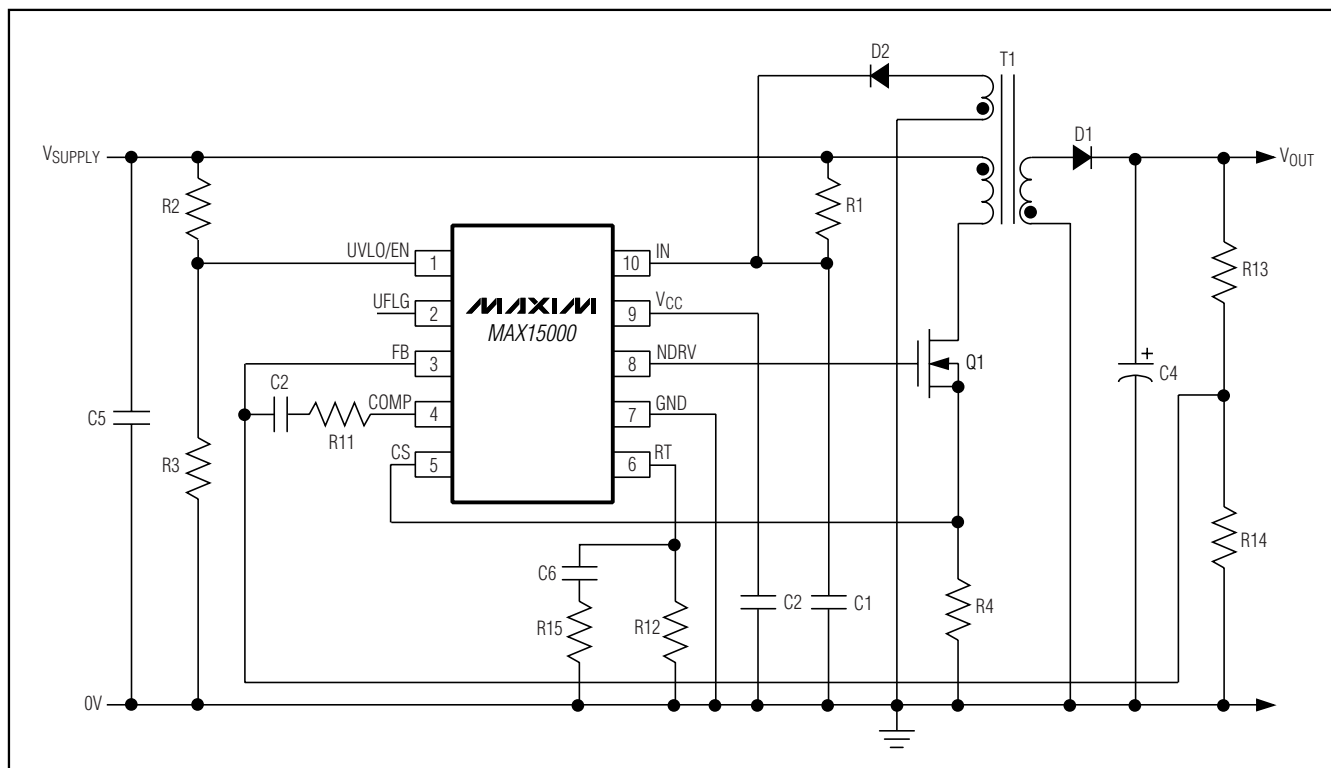 D2
T1
D1
VSUPPLY
VOUT
R2
R1
UVLO/EN
IN
1
10
R13
UFLG
MAXIM
VCC
2
MAX15000
9
FB
NDRV
3
8
Q1
C4
+
C2
COMP
GND
C5
4
7
R11
CS
RT
R3
5
6
R14
C6
C2
C1
R4
R15
R12
0V